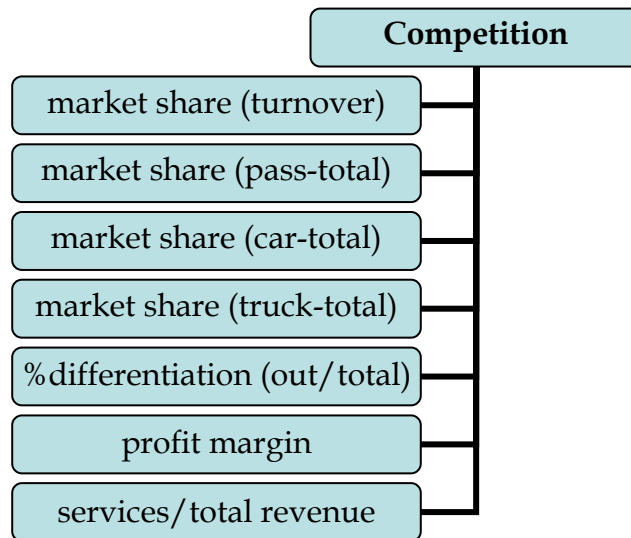 Competition
market share (turnover)
market share (pass-total)
market share (car-total)
market share (truck-total)
%differentiation (out/total)
profit margin
services/total revenue